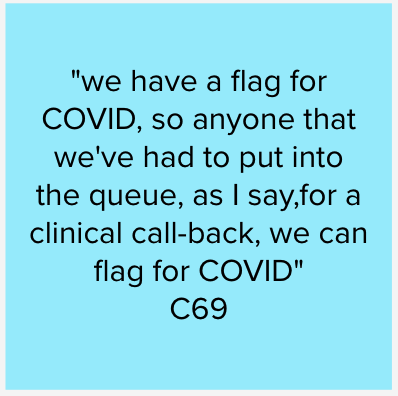 "we have a flag for
COVID, so anyone that
we've had to put into
the queue, as I say,for a
clinical call-back, we can
flag for COVID"
C69